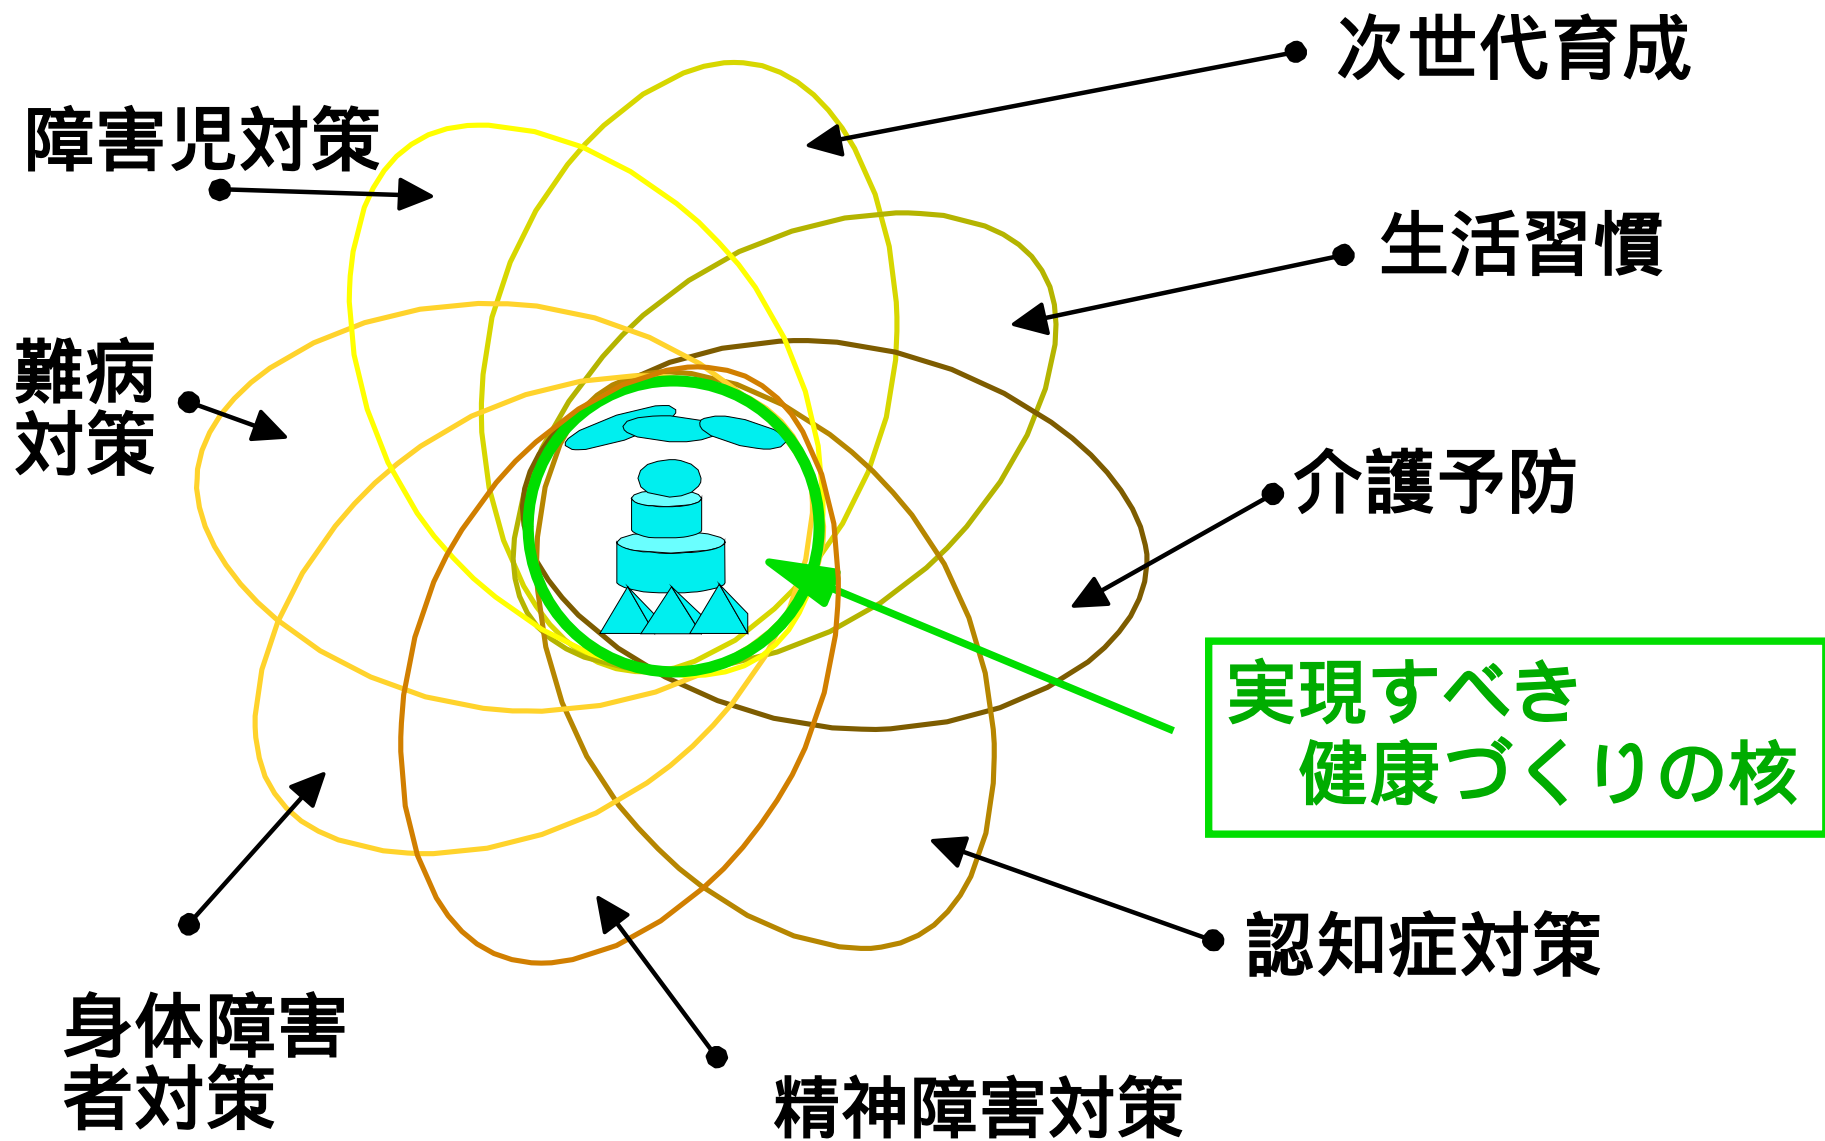 次世代育成
障害児対策
生活習慣
難病
対策
介護予防
実現すべき
健康づくりの核
認知症対策
身体障害
者対策
精神障害対策